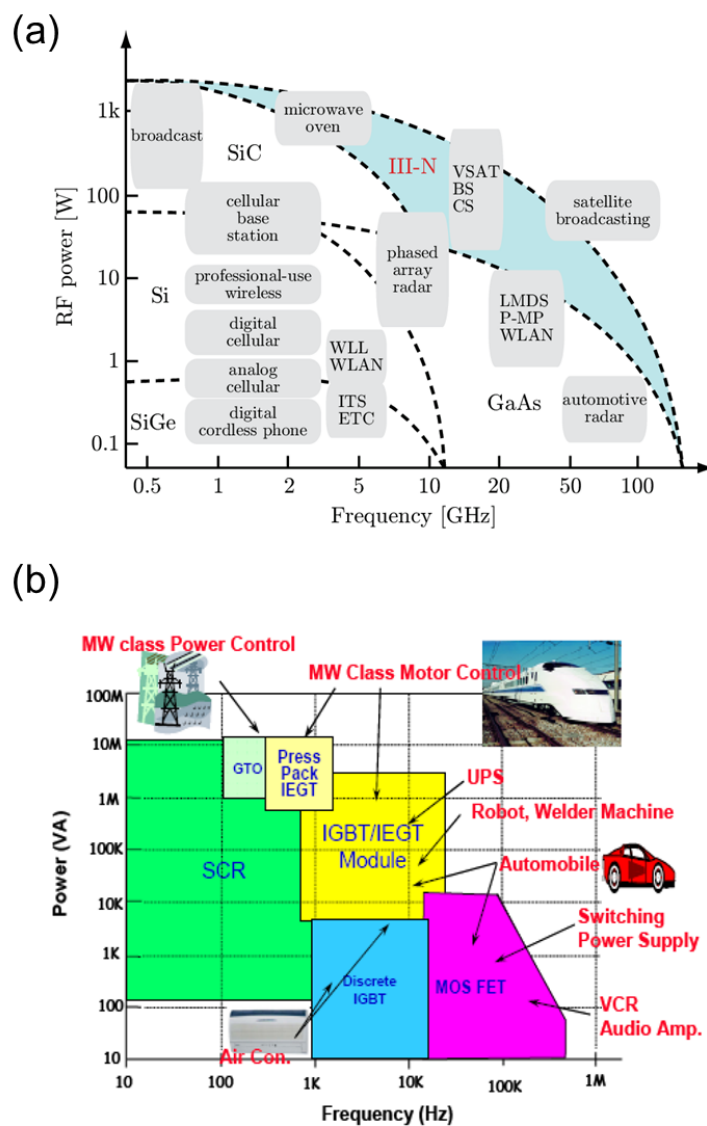 (a)
RF power [W]
1k
100
10
1
0.1
broadcast
SiC
microwave
oven
III-N
VSAT
BS
CS
satellite
broadcasting
cellular
base
station
phased
array
radar
Si
professional-use
wireless
LMDS
P-MP
WLAN
digital
cellular
WLL
WLAN
analog
cellular
SiGe
digital
cordless phone
ITS
ETC
GaAs
automotive
radar
0.5
1
2
5
10
20
50
100
Frequency [GHz]
(b)
MW class Power Control
MW Class Motor Control
Power (VA)
100M
10M
1M
100K
10K
1K
100
10
GTO
Press
Pack
IEGT
UPS
Robot, Welder Machine
IGBT/IEGT
Module
Automobile
SCR
Switching
Power Supply
Discrete
IGBT
MOS FET
VCR
Audio Amp.
Air Con.
10
100
1K
10K
100K
1M
Frequency (Hz)